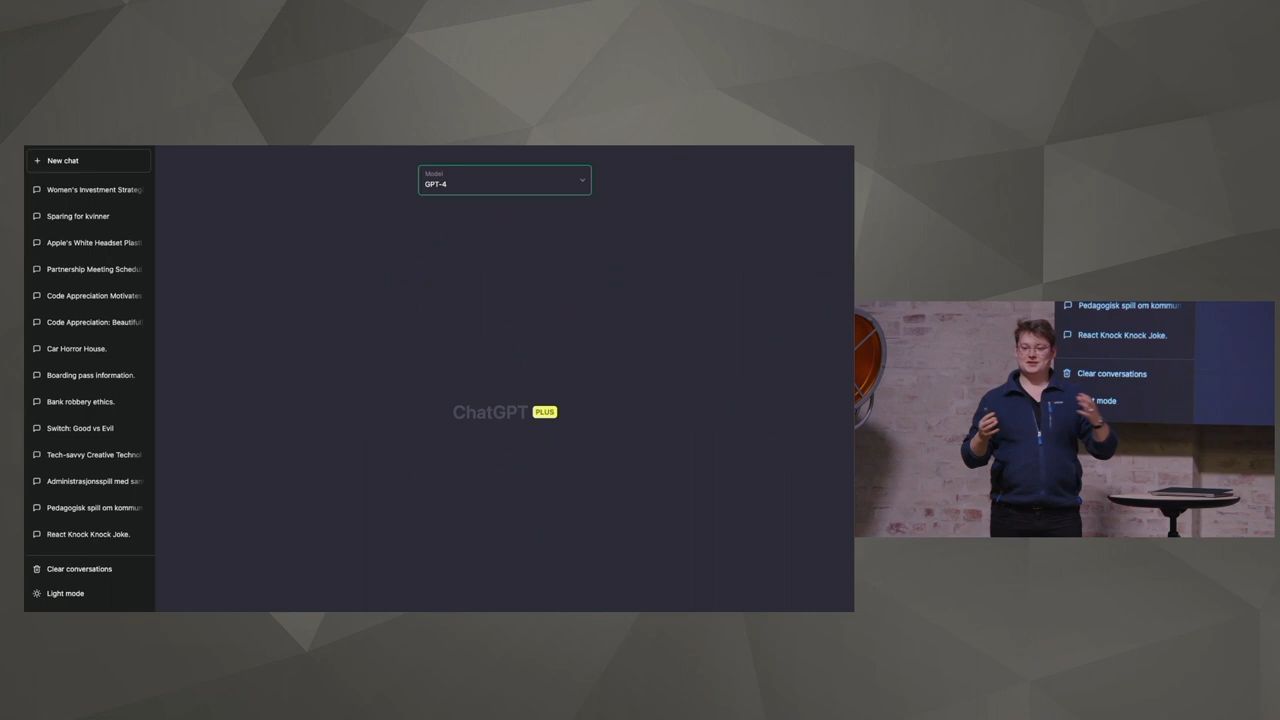 New chat
Women's Investment Strateg
Sparing for kvinner
Apple's White Headset Plast
Partnership Meeting Schedu
Code Appreciation Motivates
Code Appreciation: Beautiful
Car Horror House.
Boarding pass information.
Bank robbery ethics.
Switch: Good vs Evil
Tech-savvy Creative Technol
Administrasjonsspill med sam
Pedagogisk spill om kommun
React Knock Knock Joke.
Clear conversations
Light mode
Model
GPT-4
ChatGPT PLUS
Pedagogisk spill om kommun
React Knock Knock Joke.
Clear conversations
mode